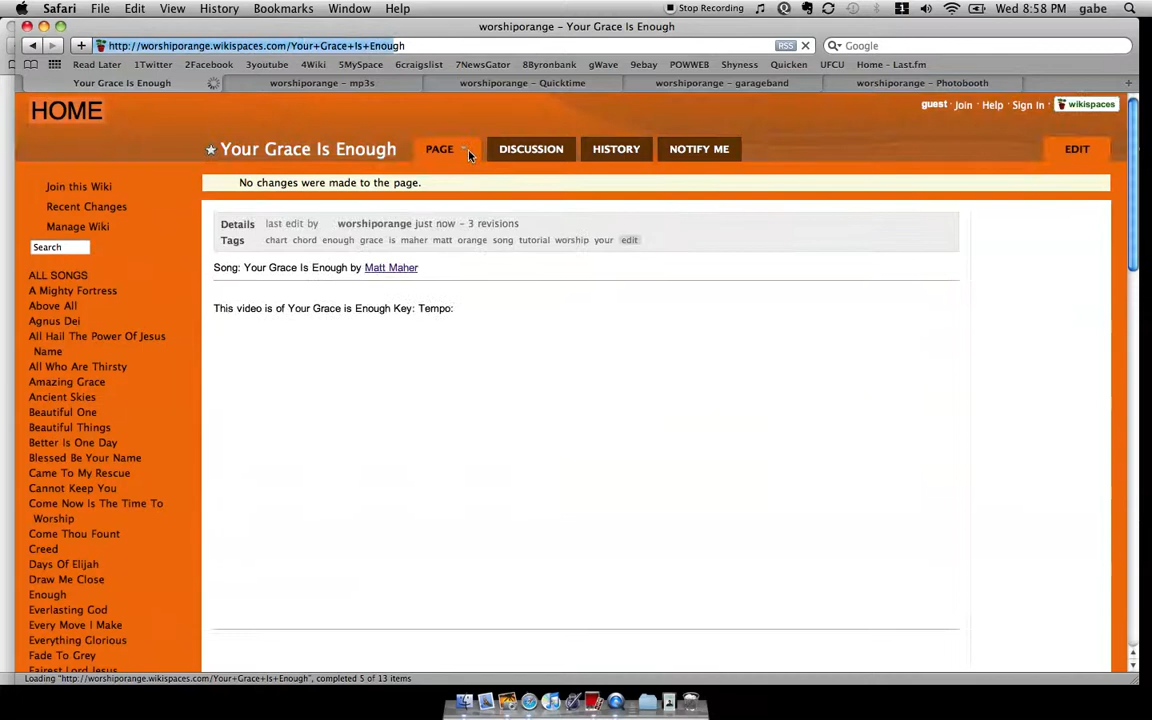 Safari File Edit View History Bookmarks Window Help Stop Recording 1 Wed 8:58 PM gabe
worshiporange – Your Grace Is Enough
http://worshiporange.wikispaces.com/Your+Grace+Is+Enough RSS Google
Read Later 1Twitter 2Facebook 3youtube 4Wiki 5MySpace 6craigslist 7NewsGator 8Byronbank gWave 9ebay POWWEB Shyness Quicken UFCU Home - Last.fm
Your Grace Is Enough worshiporange - mp3s worshiporange - Quicktime worshiporange - garageband worshiporange - Photobooth
HOME
guest Join Help Sign In wikispaces
Your Grace Is Enough PAGE DISCUSSION HISTORY NOTIFY ME EDIT
No changes were made to the page.
Join this Wiki
Recent Changes
Manage Wiki
Search
Details last edit by worshiporange just now – 3 revisions
Tags chart chord enough grace is maher matt orange song tutorial worship your edit
Song: Your Grace Is Enough by Matt Maher
This video is of Your Grace is Enough Key: Tempo:
ALL SONGS
A Mighty Fortress
Above All
Agnus Dei
All Hail The Power Of Jesus
Name
All Who Are Thirsty
Amazing Grace
Ancient Skies
Beautiful One
Beautiful Things
Better Is One Day
Blessed Be Your Name
Came To My Rescue
Cannot Keep You
Come Now Is The Time To
Worship
Come Thou Fount
Creed
Days Of Elijah
Draw Me Close
Enough
Everlasting God
Every Move I Make
Everything Glorious
Fade To Grey
Fairest Lord Jesus
Loading "http://worshiporange.wikispaces.com/Your+Grace+Is+Enough", completed 5 of 13 items